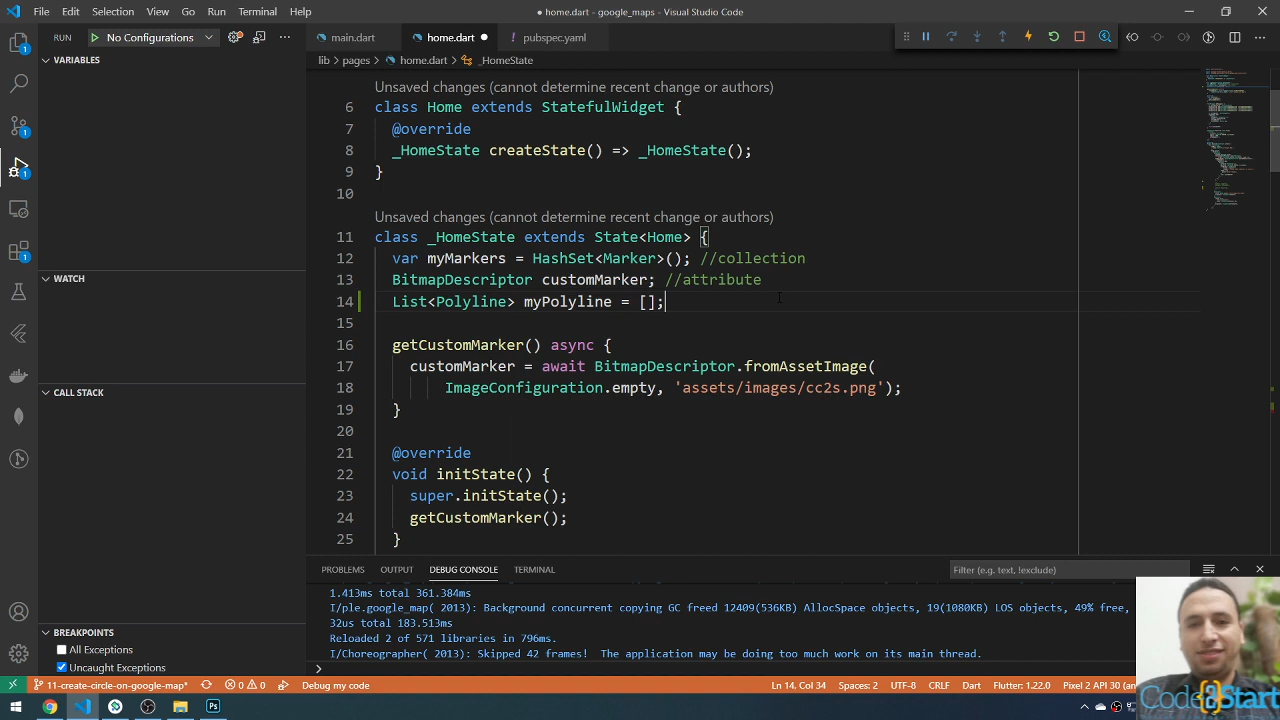 File Edit Selection View Go Run Terminal Help
● home.dart - google_maps - Visual Studio Code
RUN No Configurations
main.dart home.dart pubspec.yaml
lib > pages > home.dart > _HomeState
VARIABLES
WATCH
CALL STACK
BREAKPOINTS
All Exceptions
Uncaught Exceptions
Unsaved changes (cannot determine recent change or authors)
class Home extends StatefulWidget {
7 @override
8 _HomeState createState() => _HomeState();
9 }
10
Unsaved changes (cannot determine recent change or authors)
11 class _HomeState extends State<Home> {
12 var myMarkers = HashSet<Marker>(); //collection
13 BitmapDescriptor customMarker; //attribute
14 List<Polyline> myPolyline = [];
15
16 getCustomMarker() async {
17 customMarker = await BitmapDescriptor.fromAssetImage(
18 ImageConfiguration.empty, 'assets/images/cc2s.png');
19 }
20
21 @override
22 void initState() {
23 super.initState();
24 getCustomMarker();
25 }
PROBLEMS OUTPUT DEBUG CONSOLE TERMINAL
Filter (e.g. text, !exclude)
1.413ms total 361.384ms
I/ple.google_map( 2013): Background concurrent copying GC freed 12409(536KB) AllocSpace objects, 19(1080KB) LOS objects, 49% free,
32us total 183.513ms
Reloaded 2 of 571 libraries in 796ms.
I/Choreographer( 2013): Skipped 42 frames! The application may be doing too much work on its main thread.
11-create-circle-on-google-map* 0 0 Debug my code
Ln 14, Col 34 Spaces: 2 UTF-8 CRLF Dart Flutter: 1.22.0 Pixel 2 API 30 (an
Code2Start